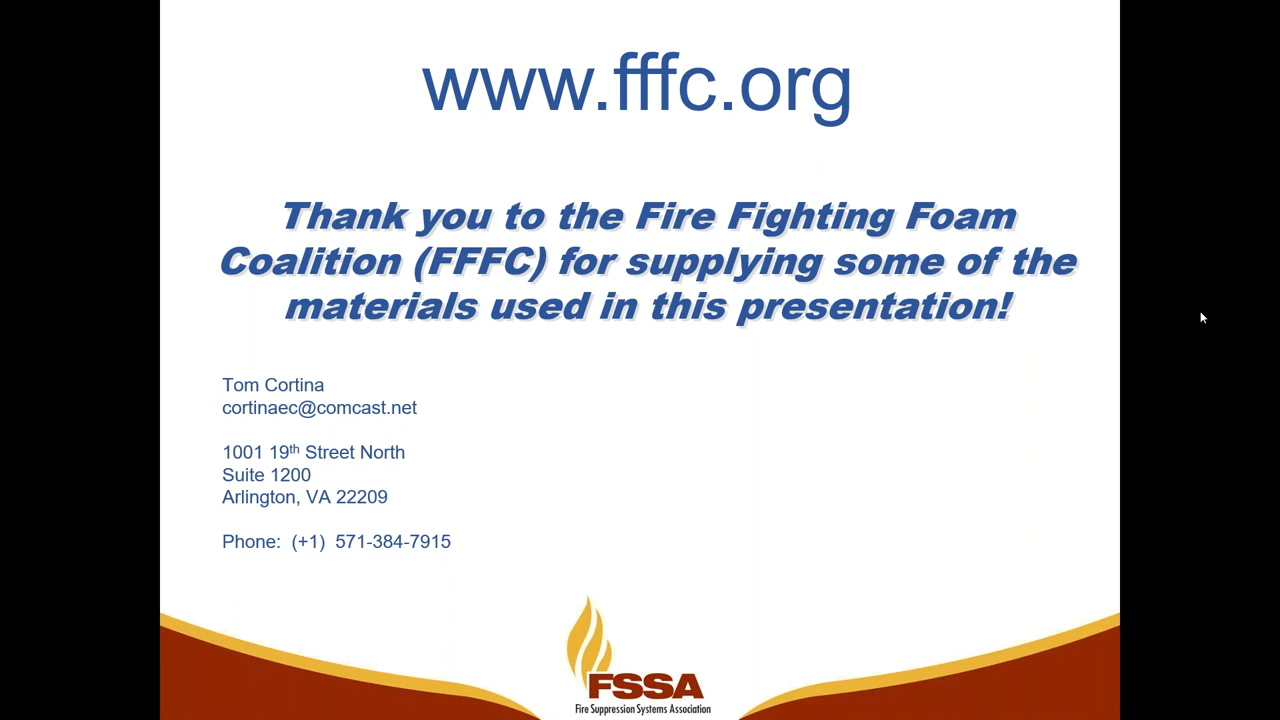 www.fffc.org
Thank you to the Fire Fighting Foam
Coalition (FFFC) for supplying some of the
materials used in this presentation!
Tom Cortina
cortinaec@comcast.net
1001 19th Street North
Suite 1200
Arlington, VA 22209
Phone: (+1) 571-384-7915
FSSA
Fire Suppression Systems Association